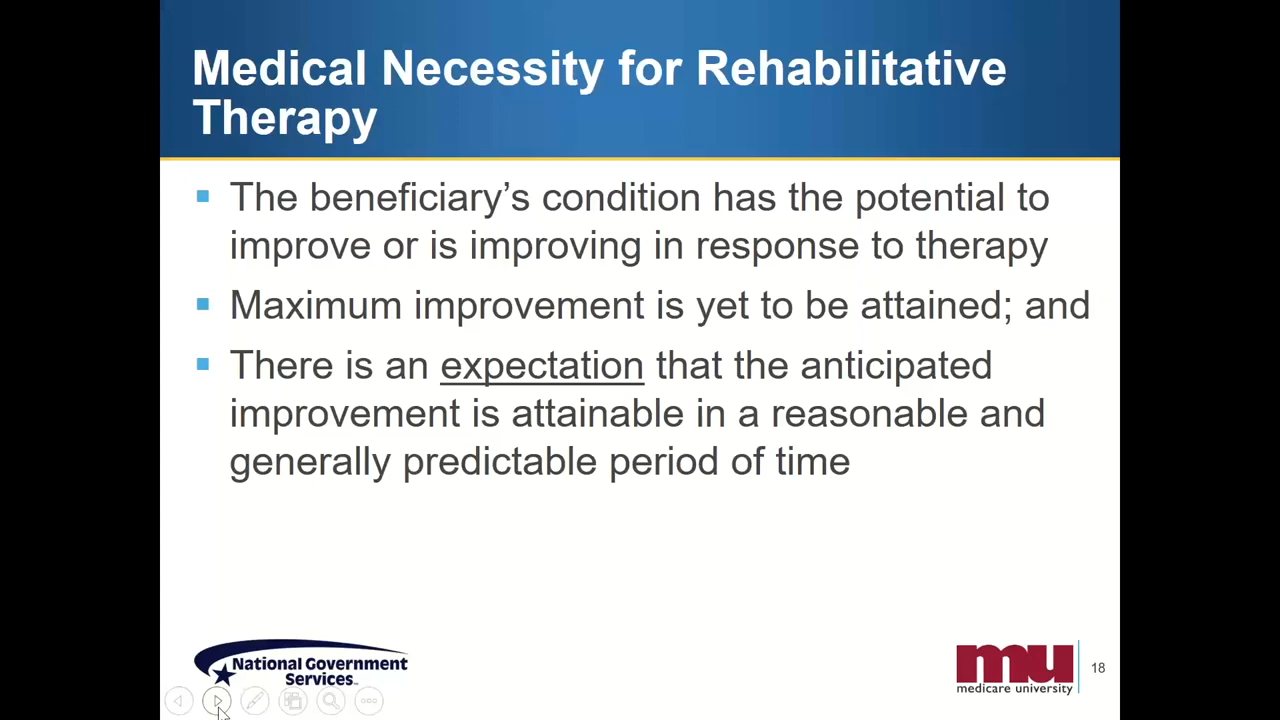 Medical Necessity for Rehabilitative
Therapy
The beneficiary’s condition has the potential to
improve or is improving in response to therapy
Maximum improvement is yet to be attained; and
There is an expectation that the anticipated
improvement is attainable in a reasonable and
generally predictable period of time
National Government
Services
mu
medicare university
18